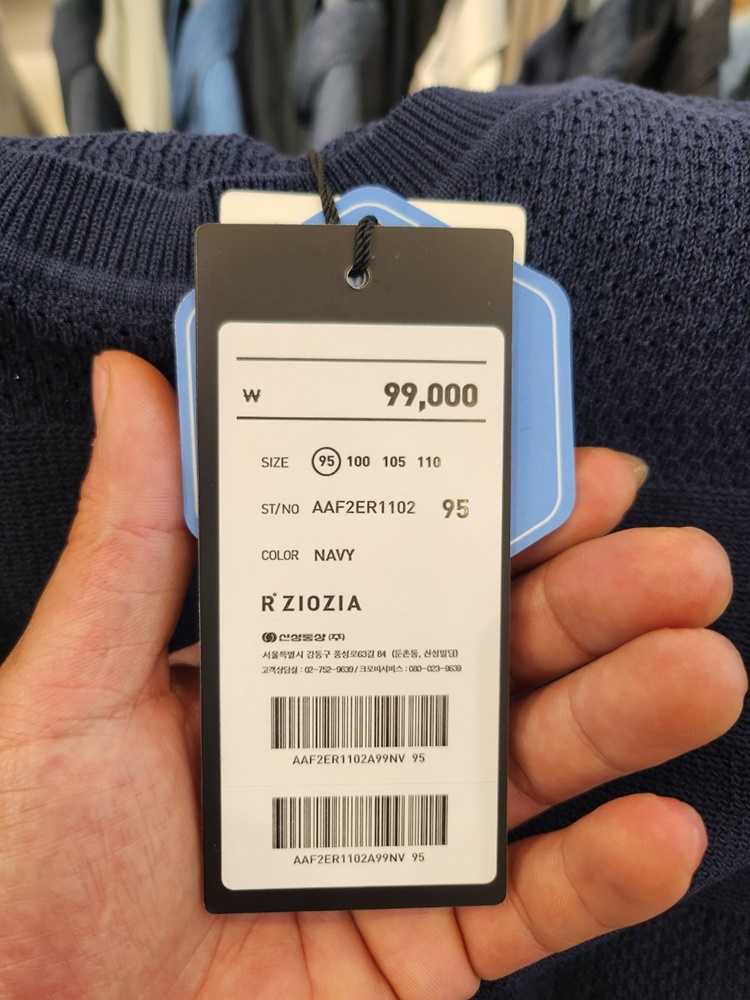 ₩ 99,000
SIZE 95 100 105 110
ST/NO AAF2ER1102 95
COLOR NAVY
R° ZIOZIA
신성통상 (주)
서울특별시 강동구 풍성로63길 84 (둔촌동, 신성빌딩)
고객상담실 : 02-752-9639 / 크로비서비스 : 080-023-9639
AAF2ER1102A99NV 95
AAF2ER1102A99NV 95